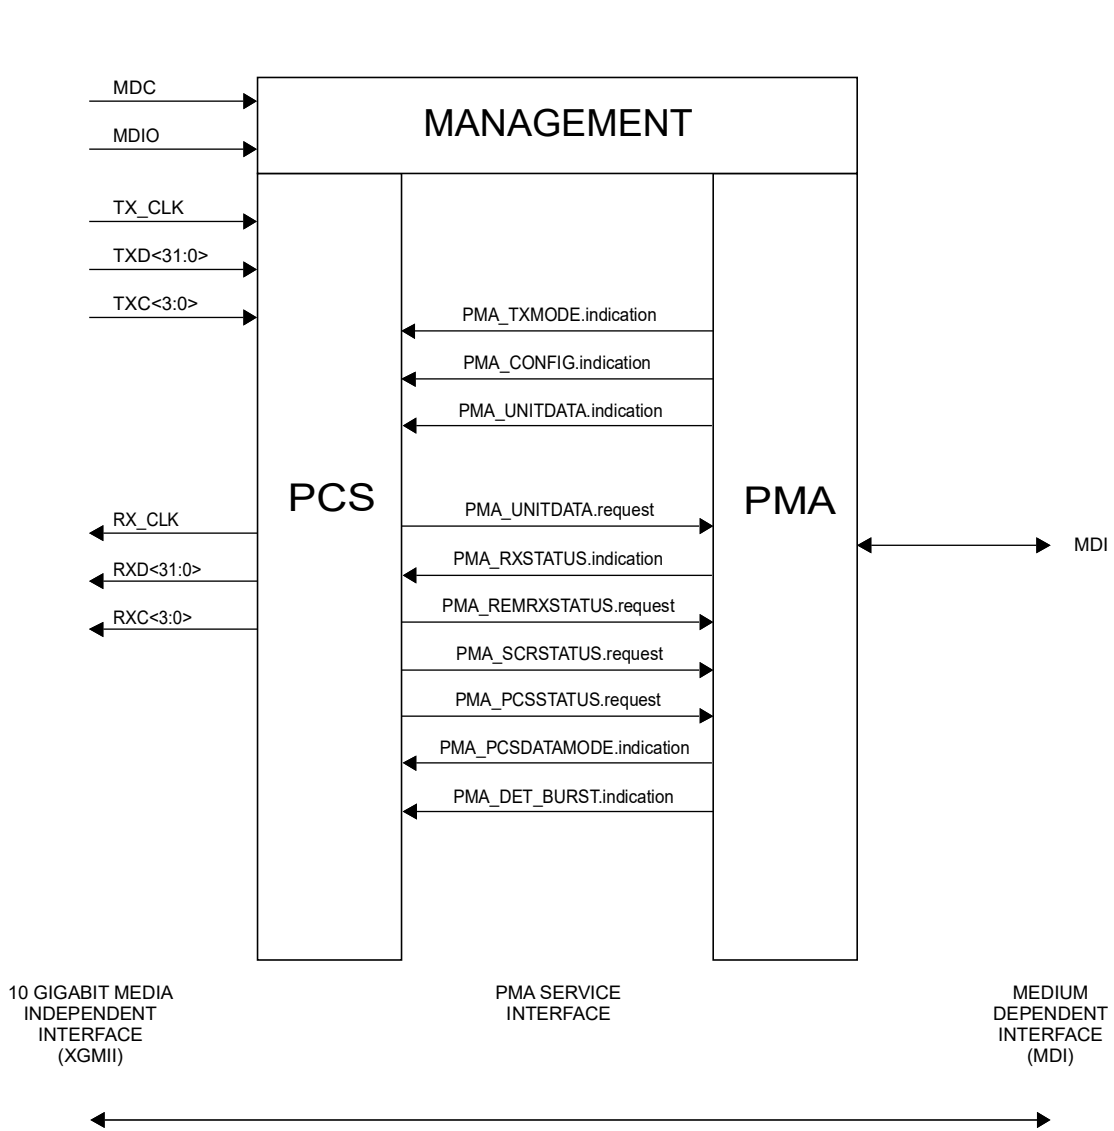 MDC
MANAGEMENT
MDIO
TX_CLK
TXD<31:0>
TXC<3:0>
PMA_TXMODE.indication
PMA_CONFIG.indication
PMA_UNITDATA.indication
PCS
PMA
PMA_UNITDATA.request
RX_CLK
MDI
PMA_RXSTATUS.indication
RXD<31:0>
PMA_REMRXSTATUS.request
RXC<3:0>
PMA_SCRSTATUS.request
PMA_PCSSTATUS.request
PMA_PCSDATAMODE.indication
PMA_DET_BURST.indication
10 GIGABIT MEDIA
INDEPENDENT
INTERFACE
(XGMII)
PMA SERVICE
INTERFACE
MEDIUM
DEPENDENT
INTERFACE
(MDI)